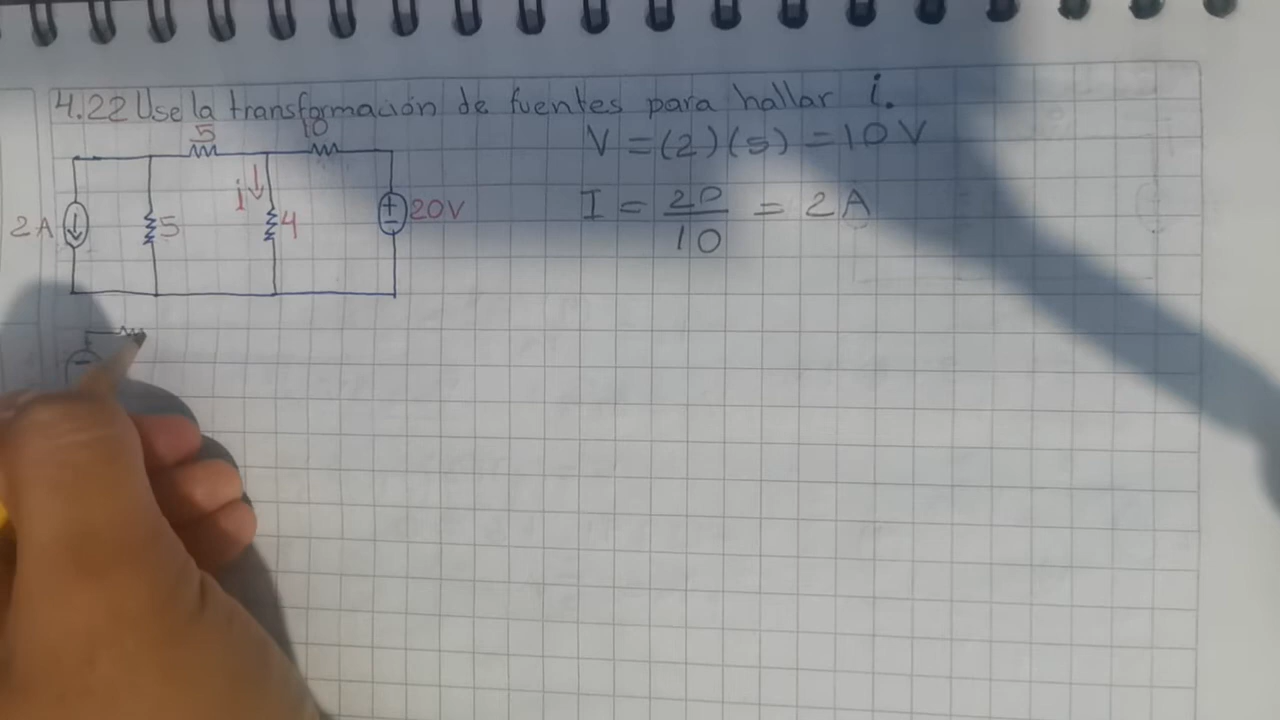 4.22 Use la transformación de fuentes para hallar i.
V = (2)(5) = 10 V
I = 20/10 = 2 A
5 10
2 A 5 i 4 + - 20V
-